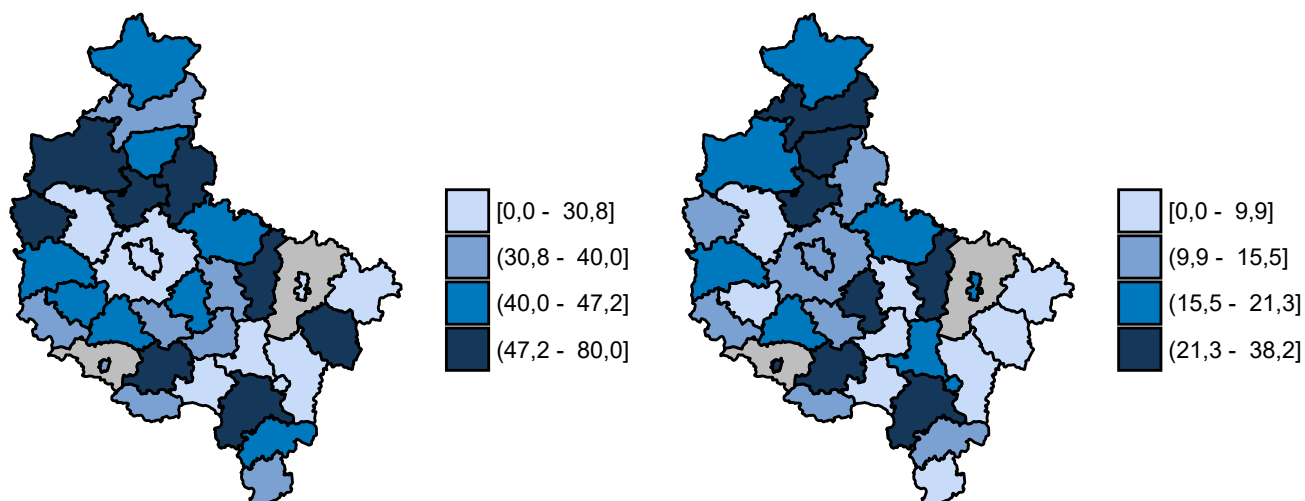 [0,0 - 30,8]
(30,8 - 40,0]
(40,0 - 47,2]
(47,2 - 80,0]
[0,0 - 9,9]
(9,9 - 15,5]
(15,5 - 21,3]
(21,3 - 38,2]